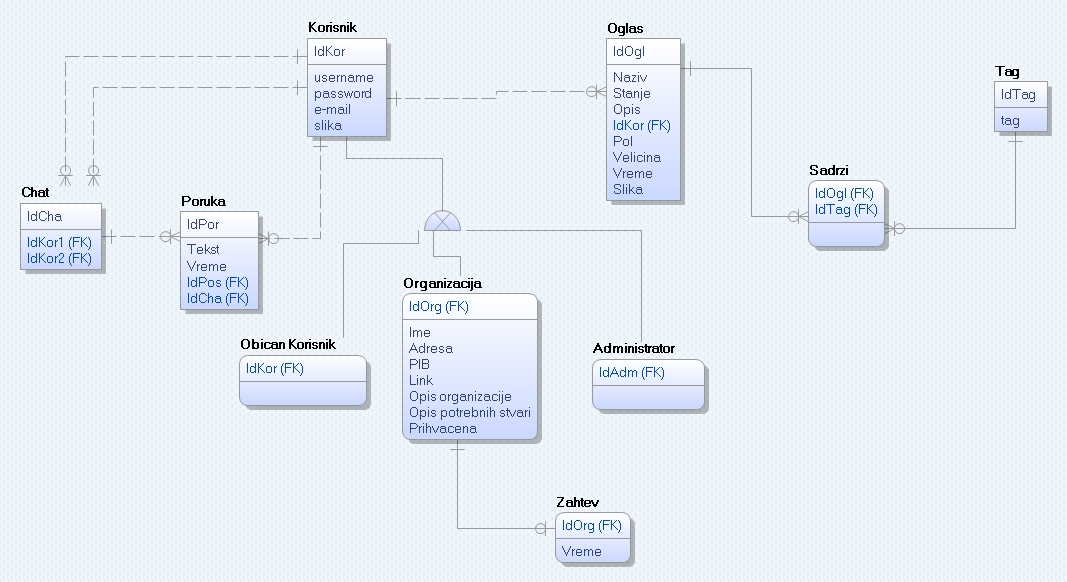 Korisnik
IdKor
username
password
e-mail
slika
Oglas
IdOgl
Naziv
Stanje
Opis
IdKor (FK)
Pol
Velicina
Vreme
Slika
Tag
IdTag
tag
Sadrzi
IdOgl (FK)
IdTag (FK)
Chat
IdCha
IdKor1 (FK)
IdKor2 (FK)
Poruka
IdPor
Tekst
Vreme
IdPos (FK)
IdCha (FK)
Obican Korisnik
IdKor (FK)
Organizacija
IdOrg (FK)
Ime
Adresa
PIB
Link
Opis organizacije
Opis potrebnih stvari
Prihvacena
Administrator
IdAdm (FK)
Zahtev
IdOrg (FK)
Vreme